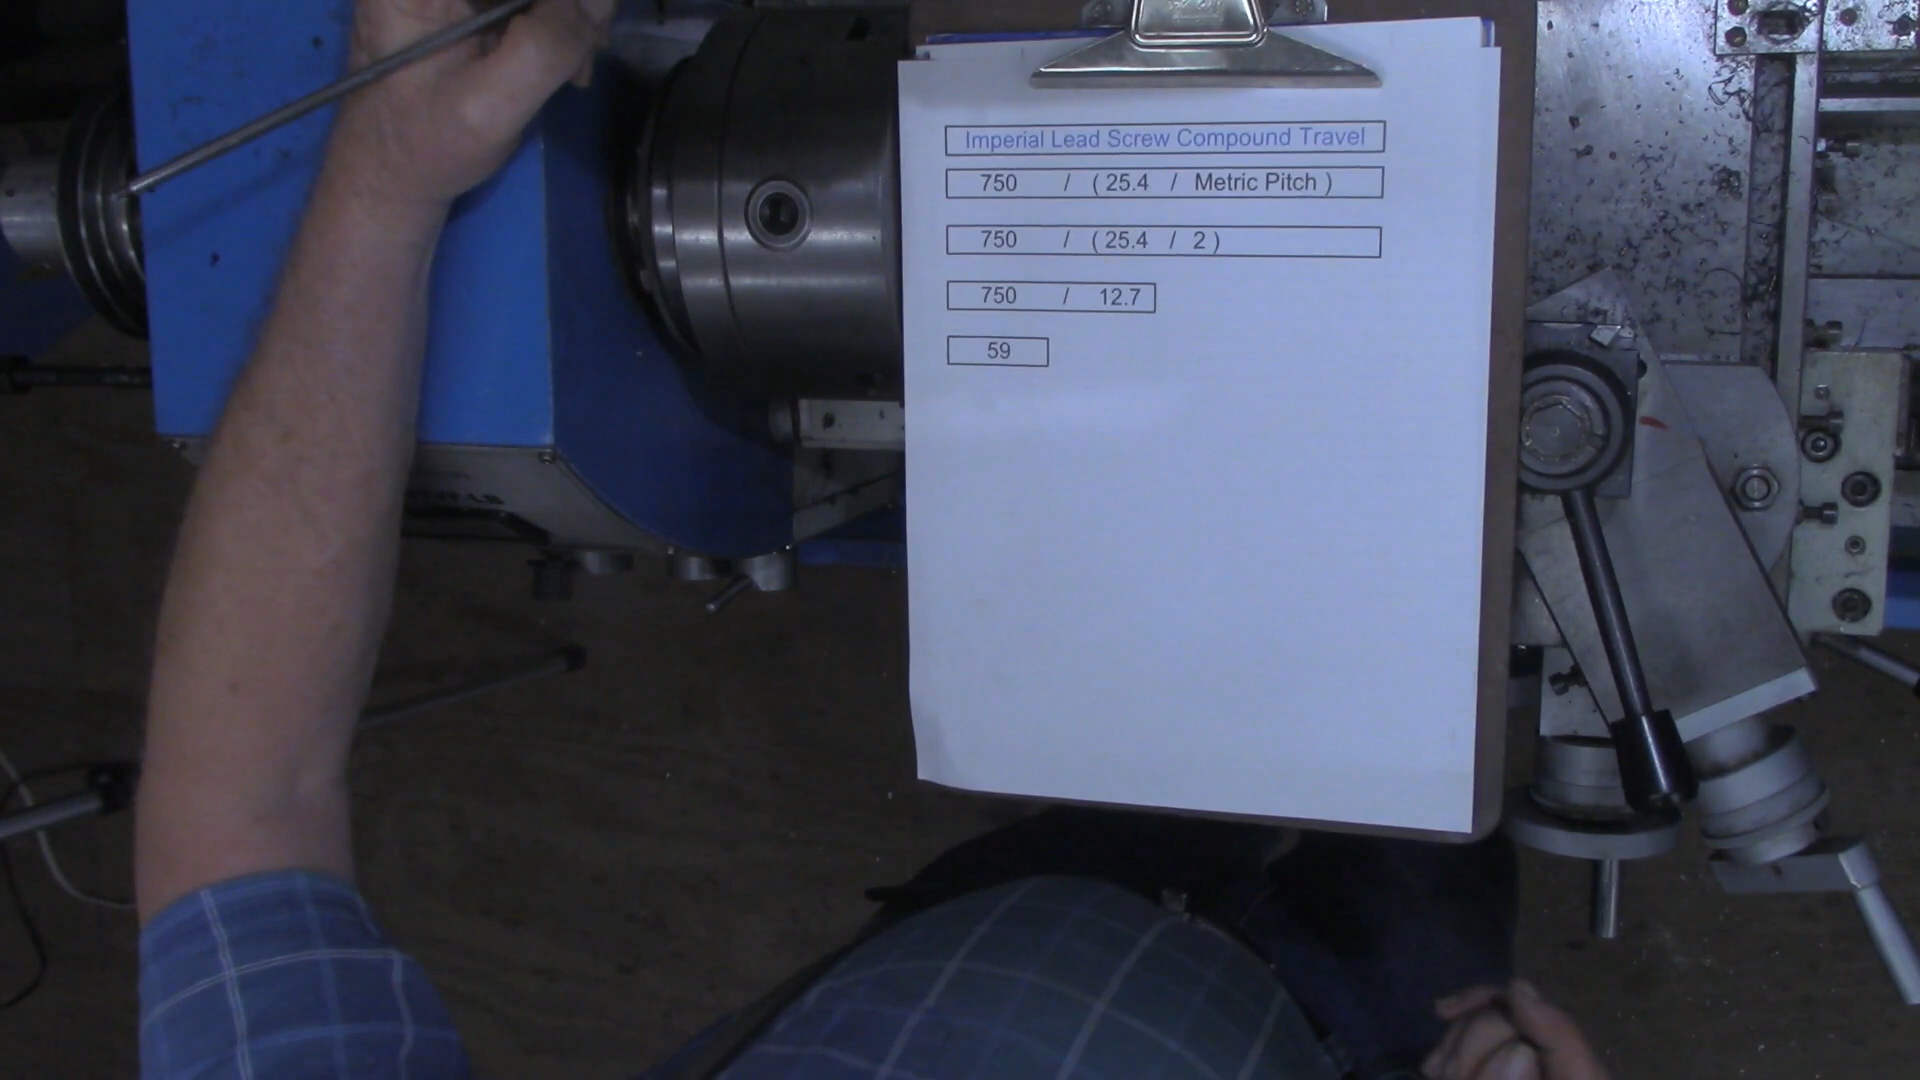 Imperial Lead Screw Compound Travel
750 / ( 25.4 / Metric Pitch )
750 / ( 25.4 / 2 )
750 / 12.7
59